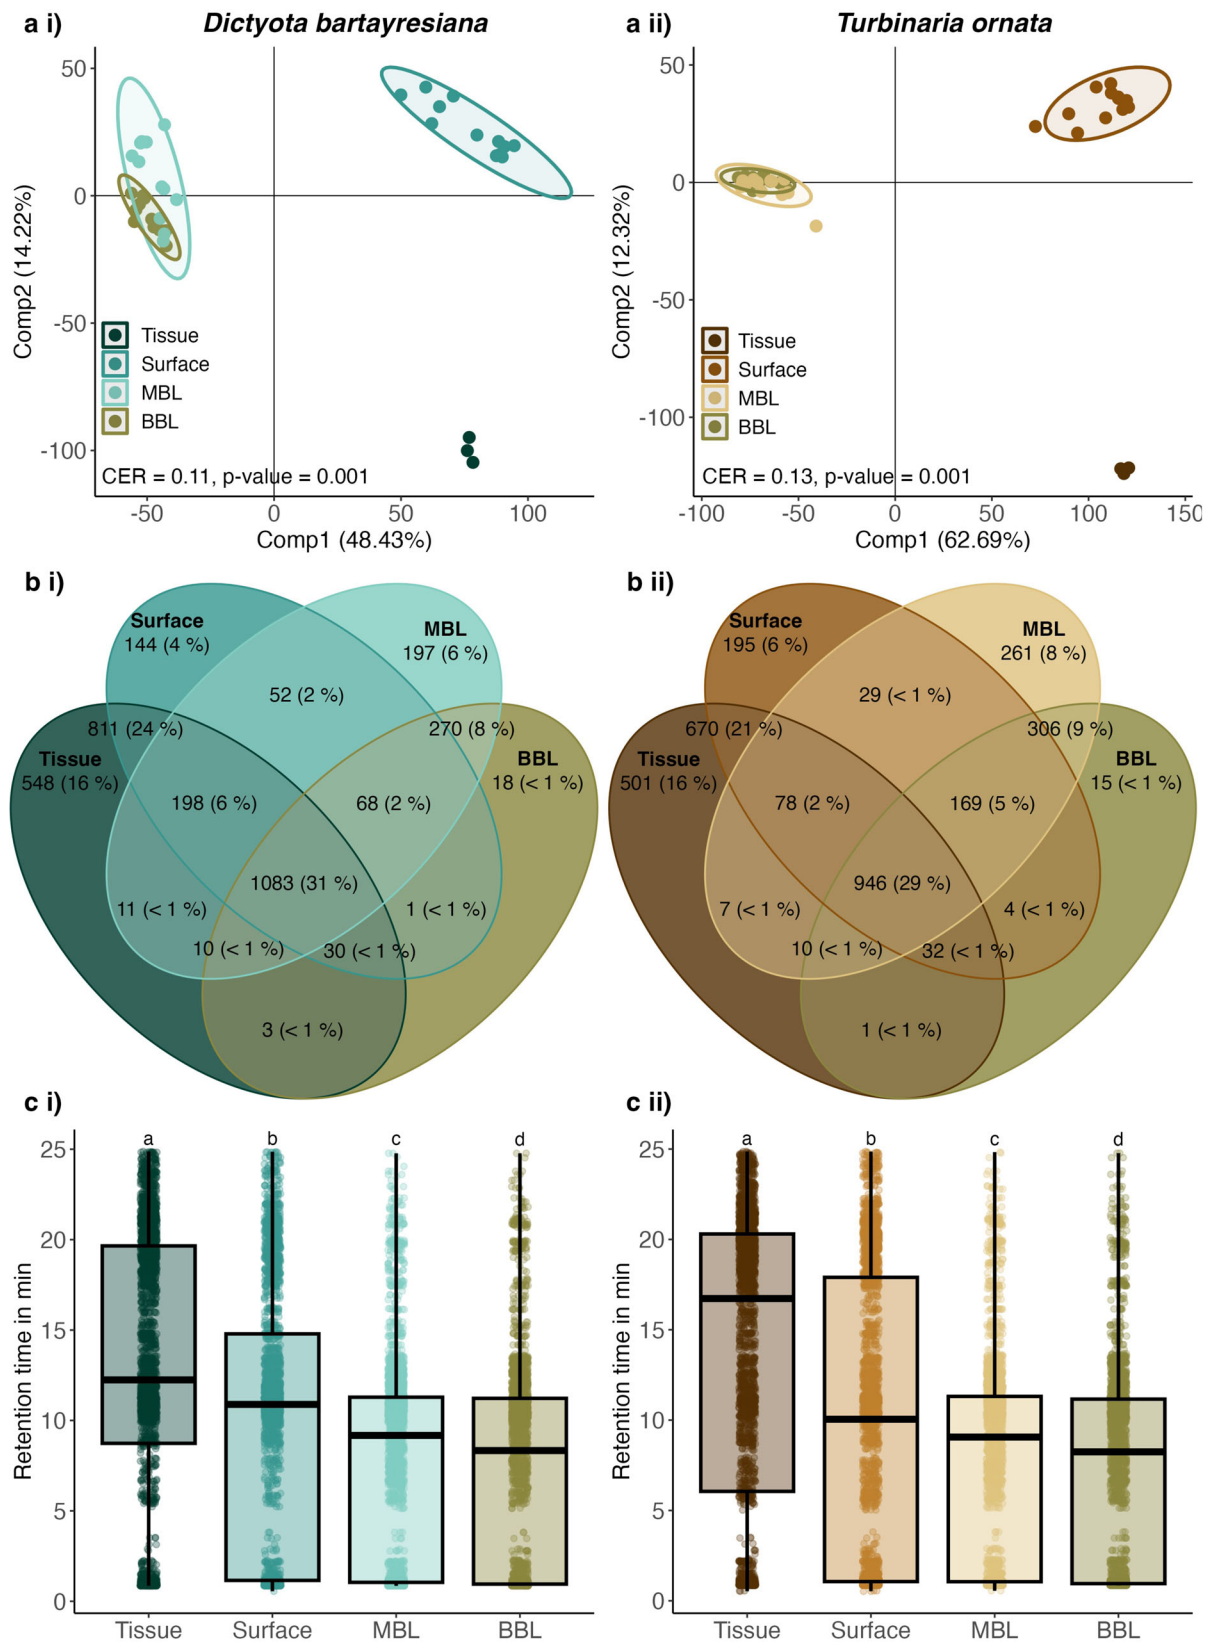 a i)
Dictyota bartayresiana
50
0
-50
-100
Comp2 (14.22%)
Tissue
Surface
MBL
BBL
CER = 0.11, p-value = 0.001
-50
0
50
100
Comp1 (48.43%)
a ii)
Turbinaria ornata
50
0
-50
-100
Comp2 (12.32%)
Tissue
Surface
MBL
BBL
CER = 0.13, p-value = 0.001
-100
-50
0
50
100
150
Comp1 (62.69%)
b i)
Surface
144 (4 %)
MBL
197 (6 %)
52 (2 %)
811 (24 %)
270 (8 %)
Tissue
548 (16 %)
BBL
18 (< 1 %)
198 (6 %)
68 (2 %)
1083 (31 %)
11 (< 1 %)
1 (< 1 %)
10 (< 1 %)
30 (< 1 %)
3 (< 1 %)
b ii)
Surface
195 (6 %)
MBL
261 (8 %)
29 (< 1 %)
670 (21 %)
306 (9 %)
Tissue
501 (16 %)
BBL
15 (< 1 %)
78 (2 %)
169 (5 %)
946 (29 %)
7 (< 1 %)
4 (< 1 %)
10 (< 1 %)
32 (< 1 %)
1 (< 1 %)
c i)
a
b
c
d
25
20
15
10
5
0
Retention time in min
Tissue
Surface
MBL
BBL
c ii)
a
b
c
d
25
20
15
10
5
0
Retention time in min
Tissue
Surface
MBL
BBL